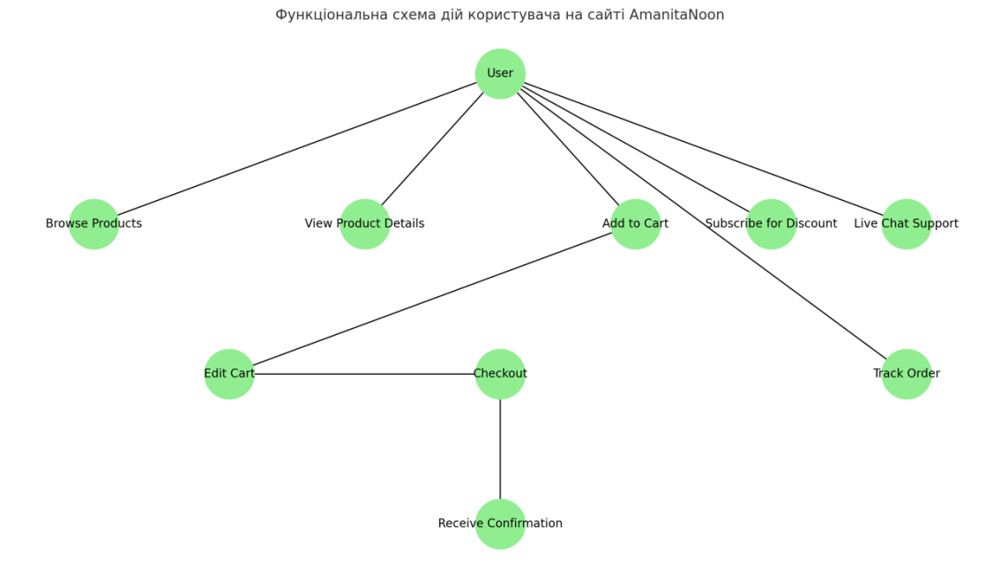 Функціональна схема дій користувача на сайті AmanitaNoon
User
Browse Products
View Product Details
Add to Cart
Subscribe for Discount
Live Chat Support
Edit Cart
Checkout
Track Order
Receive Confirmation